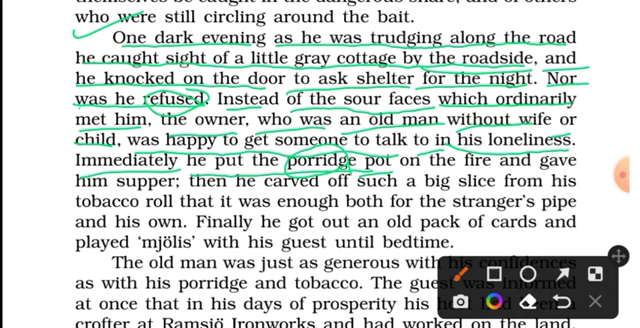 who were still circling around the bait.
One dark evening as he was trudging along the road
he caught sight of a little gray cottage by the roadside, and
he knocked on the door to ask shelter for the night. Nor
was he refused. Instead of the sour faces which ordinarily
met him, the owner, who was an old man without wife or
child, was happy to get someone to talk to in his loneliness.
Immediately he put the porridge pot on the fire and gave
him supper; then he carved off such a big slice from his
tobacco roll that it was enough both for the stranger's pipe
and his own. Finally he got out an old pack of cards and
played 'mjölis' with his guest until bedtime.
The old man was just as generous with his confidences
as with his porridge and tobacco. The guest was informed
at once that in his days of prosperity his
crofter at Ramsjö Ironworks and had worked on the land.